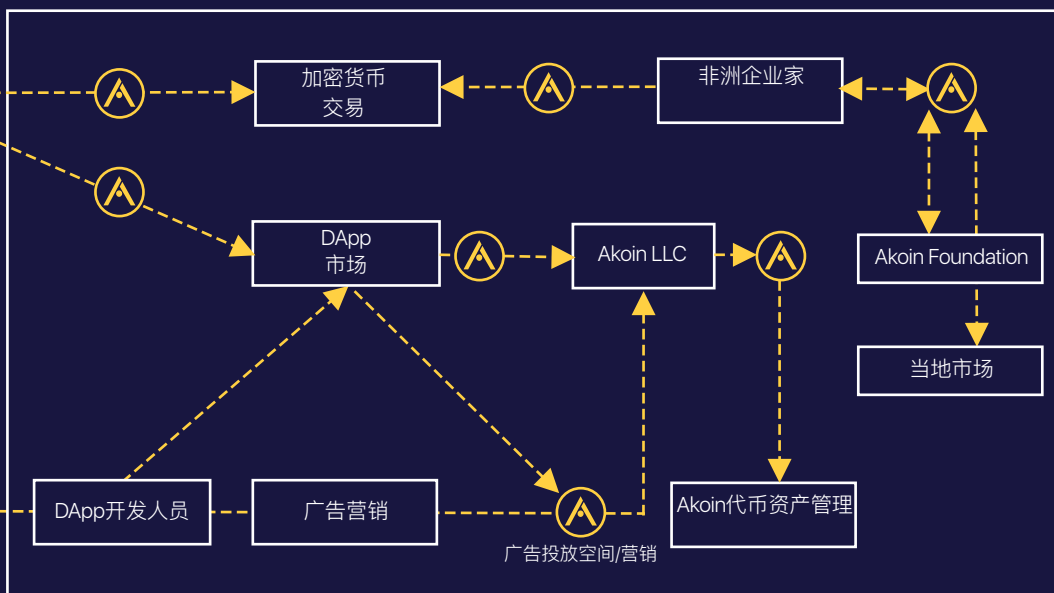 加密货币
交易
非洲企业家
DApp
市场
Akoin LLC
Akoin Foundation
当地市场
DApp开发人员
广告营销
Akoin代币资产管理
广告投放空间/营销